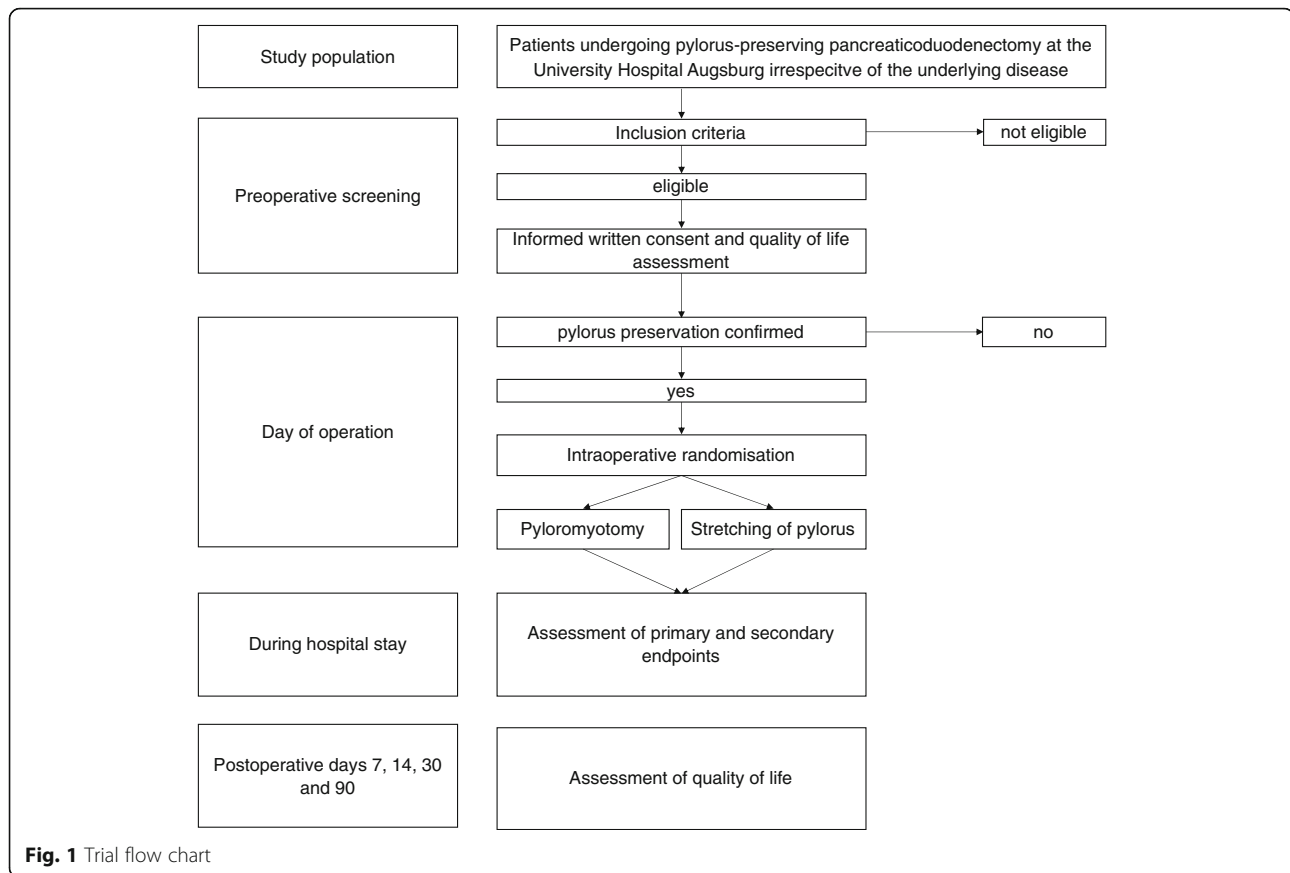 Study population
Patients undergoing pylorus-preserving pancreaticoduodenectomy at the
University Hospital Augsburg irrespecitve of the underlying disease
Preoperative screening
Inclusion criteria
not eligible
eligible
Informed written consent and quality of life
assessment
Day of operation
pylorus preservation confirmed
no
yes
Intraoperative randomisation
Pyloromyotomy
Stretching of pylorus
During hospital stay
Assessment of primary and secondary
endpoints
Postoperative days 7, 14, 30
and 90
Assessment of quality of life
Fig. 1 Trial flow chart